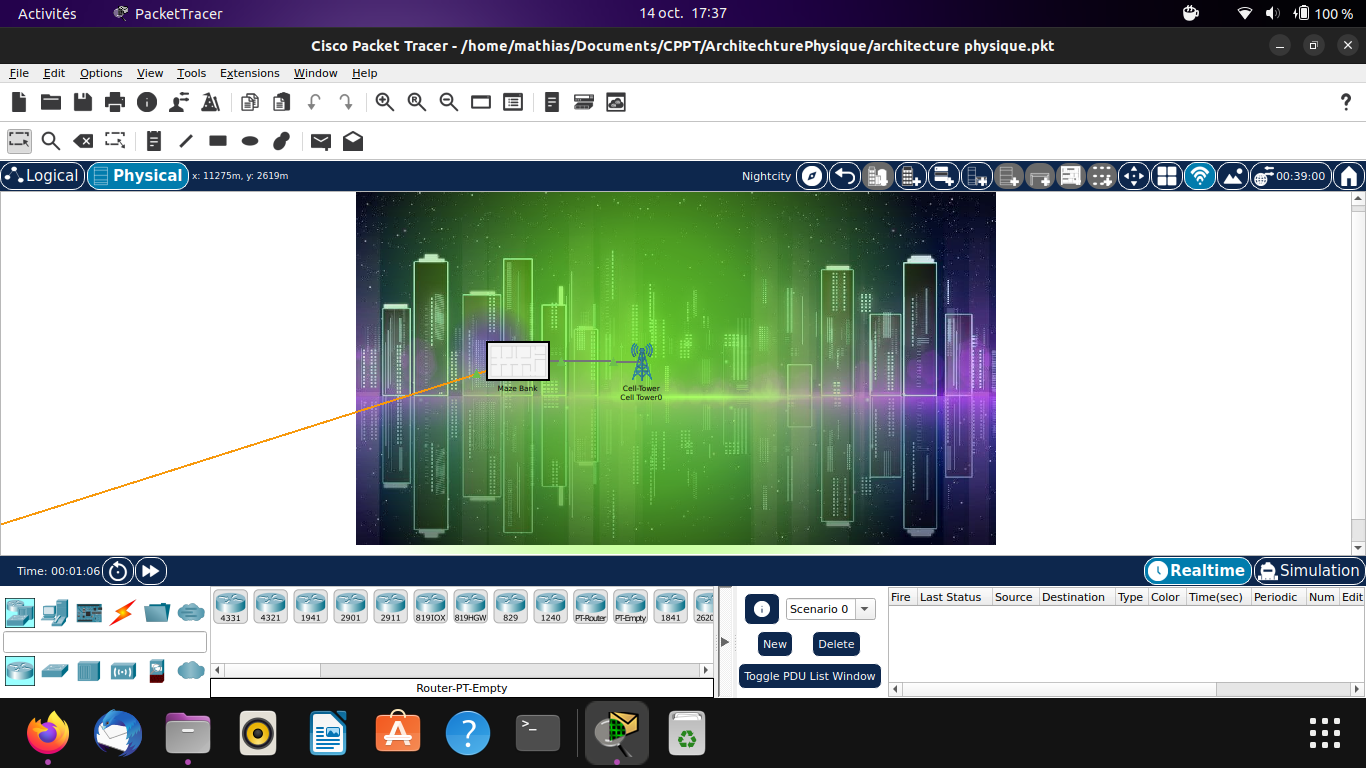 Activités PacketTracer 14 oct. 17:37 100 %
Cisco Packet Tracer - /home/mathias/Documents/CPPT/ArchitechturePhysique/architecture physique.pkt
File Edit Options View Tools Extensions Window Help
?
Logical Physical x: 11275m, y: 2619m Nightcity 00:39:00
Maze Bank
Cell-Tower
Cell Tower0
Time: 00:01:06 Realtime Simulation
4331 4321 1941 2901 2911 819IOX 819HGW 829 1240 PT-Router PT-Empty 1841 2620
Router-PT-Empty
Scenario 0
New Delete
Toggle PDU List Window
Fire Last Status Source Destination Type Color Time(sec) Periodic Num Edit
>_ ?